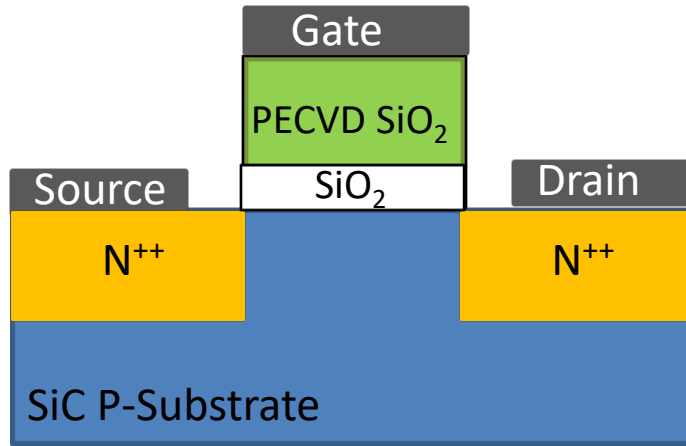 Gate
PECVD SiO₂
SiO₂
Source
Drain
N⁺⁺
N⁺⁺
SiC P-Substrate